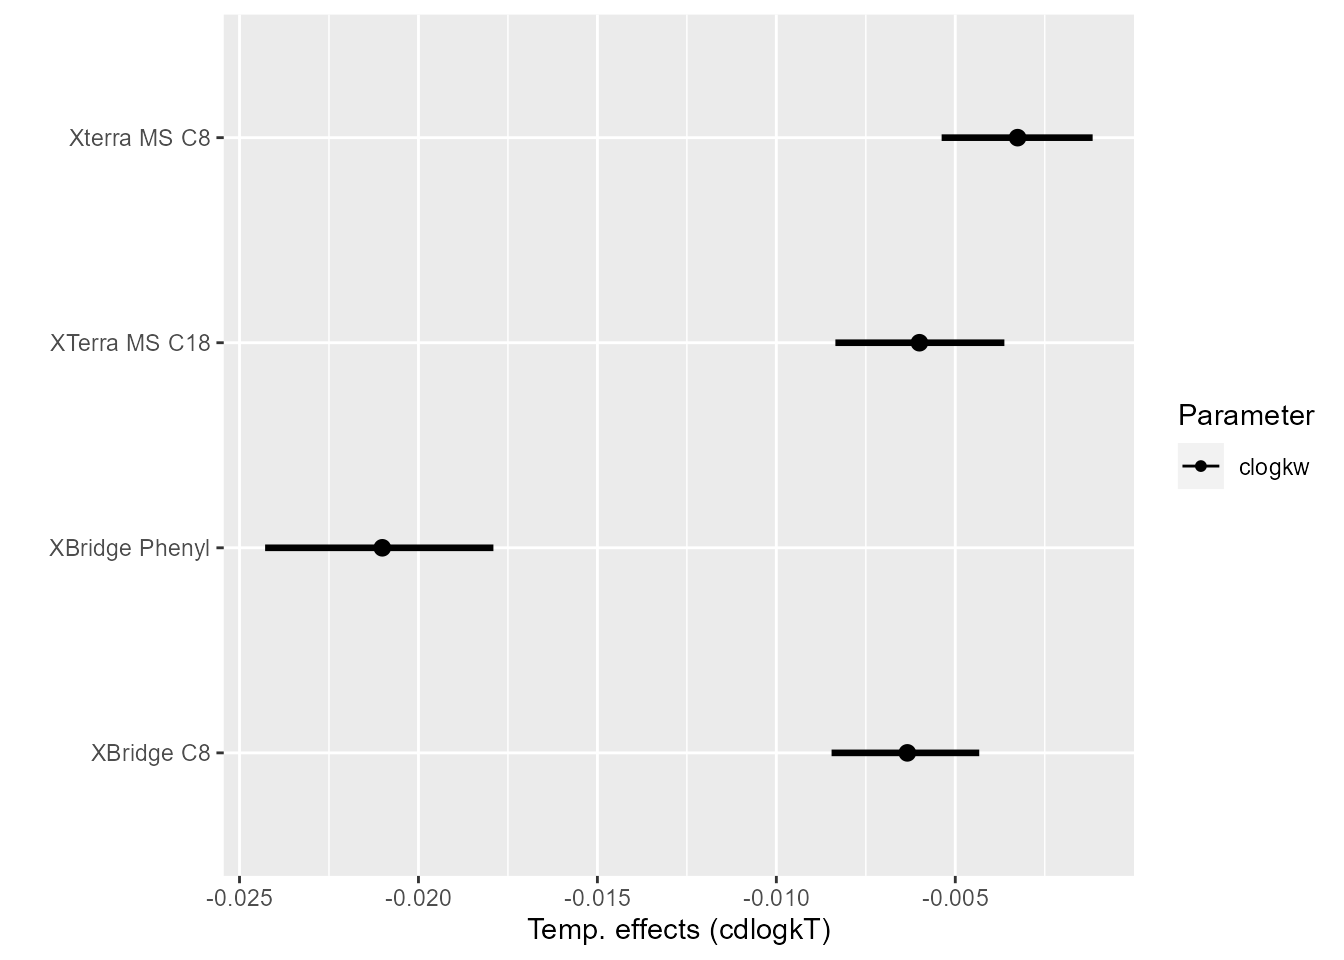 Xterra MS C8
XTerra MS C18
XBridge Phenyl
XBridge C8
-0.025 -0.020 -0.015 -0.010 -0.005
Temp. effects (cdlogkT)
Parameter
clogkw